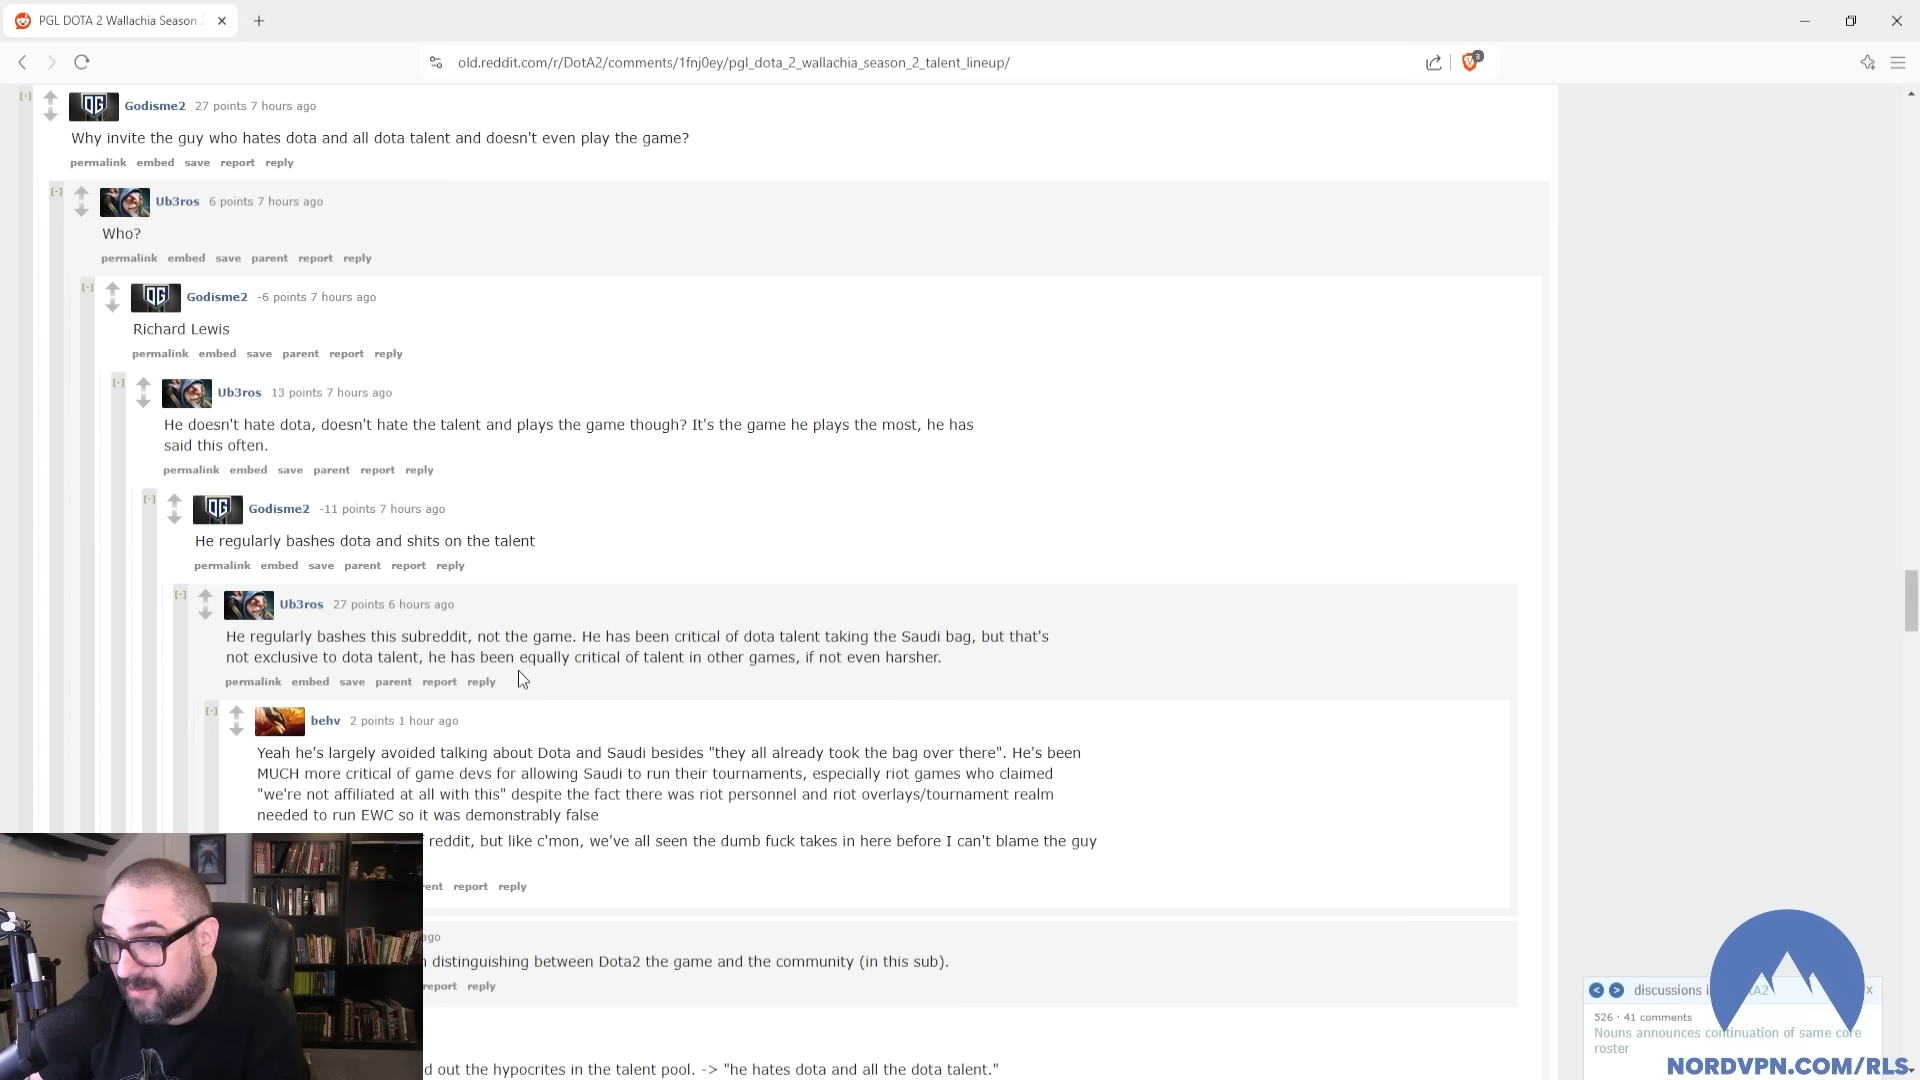 PGL DOTA 2 Wallachia Season
old.reddit.com/r/DotA2/comments/1fnj0ey/pgl_dota_2_wallachia_season_2_talent_lineup/
3
[-] Godisme2 27 points 7 hours ago
Why invite the guy who hates dota and all dota talent and doesn't even play the game?
permalink embed save report reply
[-] Ub3ros 6 points 7 hours ago
Who?
permalink embed save parent report reply
[-] Godisme2 -6 points 7 hours ago
Richard Lewis
permalink embed save parent report reply
[-] Ub3ros 13 points 7 hours ago
He doesn't hate dota, doesn't hate the talent and plays the game though? It's the game he plays the most, he has
said this often.
permalink embed save parent report reply
[-] Godisme2 -11 points 7 hours ago
He regularly bashes dota and shits on the talent
permalink embed save parent report reply
[-] Ub3ros 27 points 6 hours ago
He regularly bashes this subreddit, not the game. He has been critical of dota talent taking the Saudi bag, but that's
not exclusive to dota talent, he has been equally critical of talent in other games, if not even harsher.
permalink embed save parent report reply
[-] behv 2 points 1 hour ago
Yeah he's largely avoided talking about Dota and Saudi besides "they all already took the bag over there". He's been
MUCH more critical of game devs for allowing Saudi to run their tournaments, especially riot games who claimed
"we're not affiliated at all with this" despite the fact there was riot personnel and riot overlays/tournament realm
needed to run EWC so it was demonstrably false
reddit, but like c'mon, we've all seen the dumb fuck takes in here before I can't blame the guy
report reply
ago
distinguishing between Dota2 the game and the community (in this sub).
report reply
out the hypocrites in the talent pool. -> "he hates dota and all the dota talent."
< > discussions x
526 · 41 comments
Nouns announces continuation of same core
roster
NORDVPN.COM/RLS